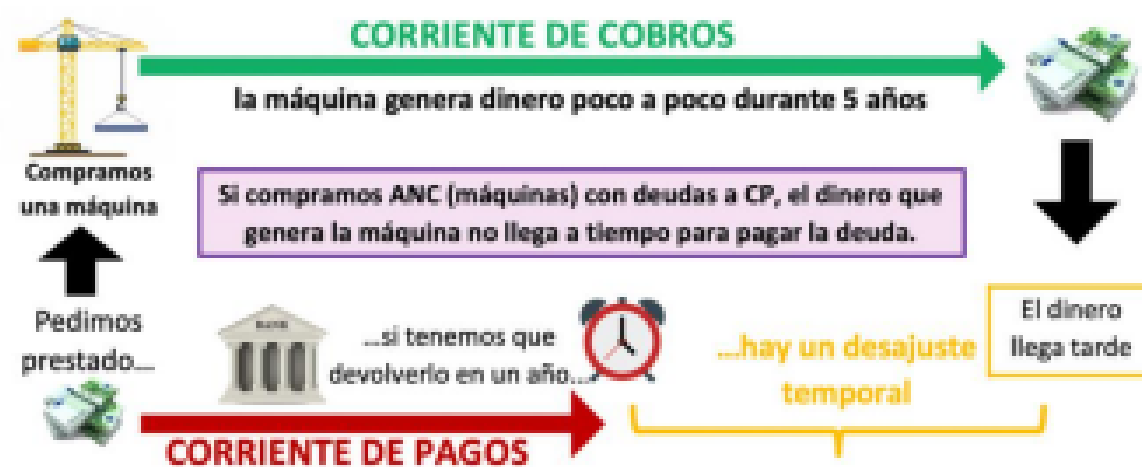 CORRIENTE DE COBROS
la máquina genera dinero poco a poco durante 5 años
Compramos
una máquina
Si compramos ANC (máquinas) con deudas a CP, el dinero que
genera la máquina no llega a tiempo para pagar la deuda.
Pedimos
prestado...
BANK
...si tenemos que
devolverlo en un año...
...hay un desajuste
temporal
El dinero
llega tarde
CORRIENTE DE PAGOS